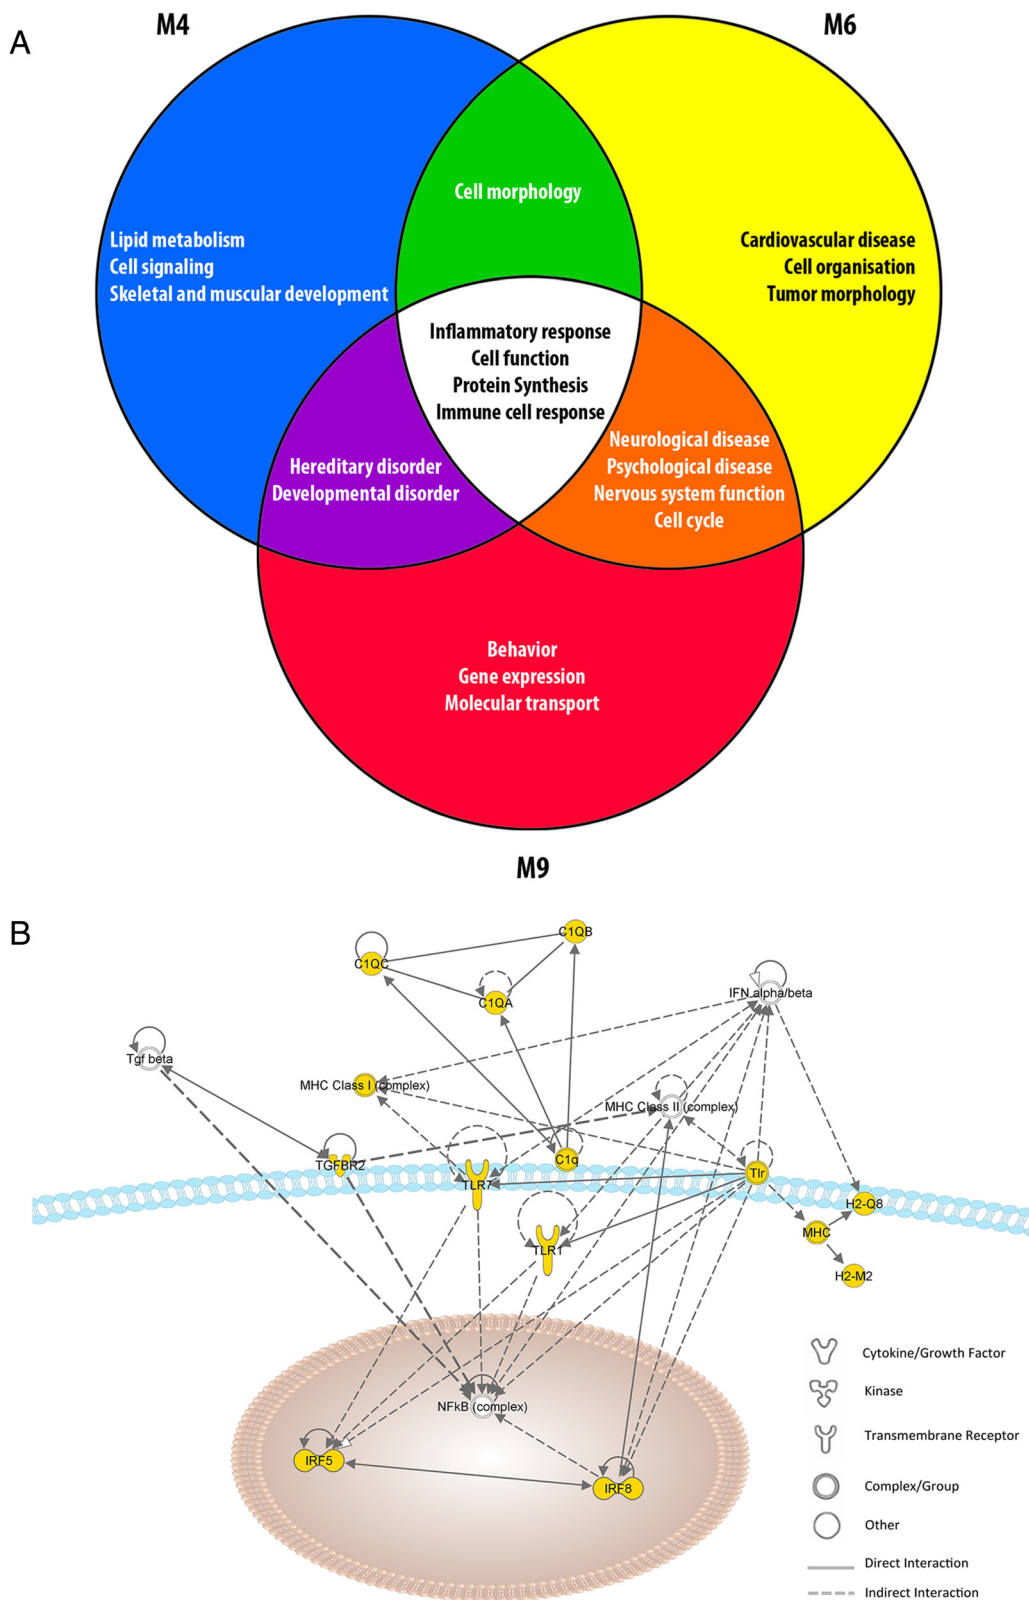 A
M4
M6
Cell morphology
Lipid metabolism
Cell signaling
Skeletal and muscular development
Cardiovascular disease
Cell organisation
Tumor morphology
Inflammatory response
Cell function
Protein Synthesis
Immune cell response
Hereditary disorder
Developmental disorder
Neurological disease
Psychological disease
Nervous system function
Cell cycle
Behavior
Gene expression
Molecular transport
M9
B
C1QB
C1QC
C1QA
IFN alpha/beta
Tgf beta
MHC Class I (complex)
MHC Class II (complex)
TGFBR2
C1q
TLR7
Tlr
H2-Q8
MHC
TLR1
H2-M2
NFkB (complex)
IRF5
IRF8
Cytokine/Growth Factor
Kinase
Transmembrane Receptor
Complex/Group
Other
Direct Interaction
Indirect Interaction